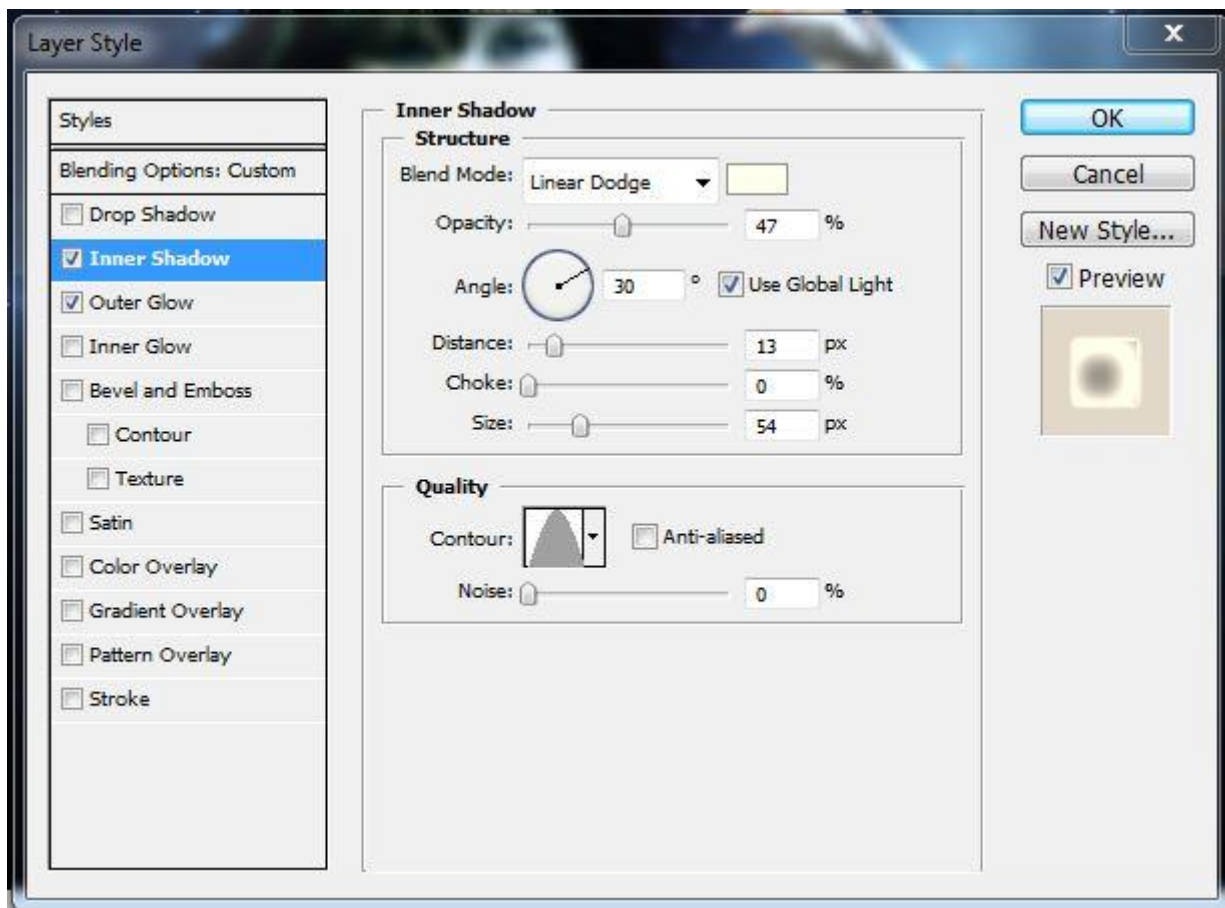 Layer Style
x
Styles
Blending Options: Custom
Drop Shadow
Inner Shadow
Outer Glow
Inner Glow
Bevel and Emboss
Contour
Texture
Satin
Color Overlay
Gradient Overlay
Pattern Overlay
Stroke
Inner Shadow
Structure
Blend Mode: Linear Dodge
Opacity: 47 %
Angle: 30 ° Use Global Light
Distance: 13 px
Choke: 0 %
Size: 54 px
Quality
Contour: Anti-aliased
Noise: 0 %
OK
Cancel
New Style...
Preview